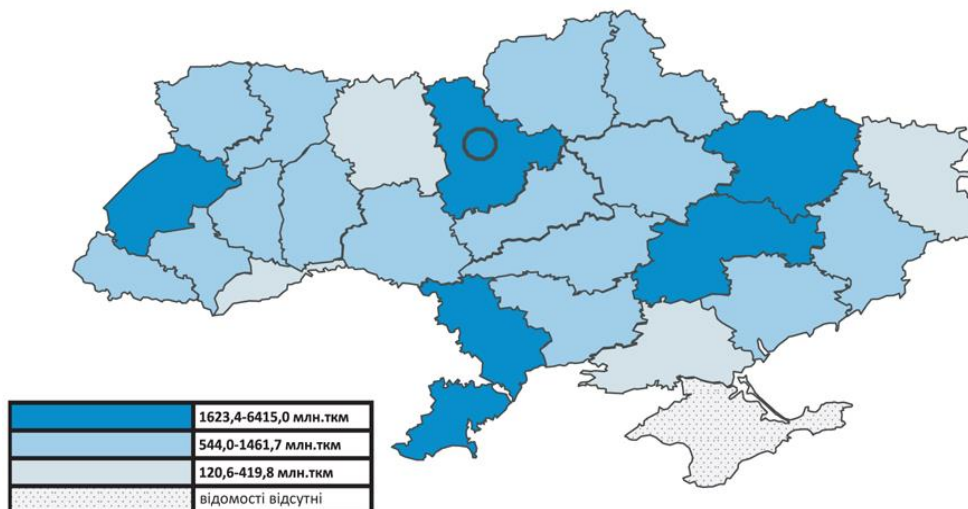 1623,4-6415,0 млн.ткм
544,0-1461,7 млн.ткм
120,6-419,8 млн.ткм
відомості відсутні